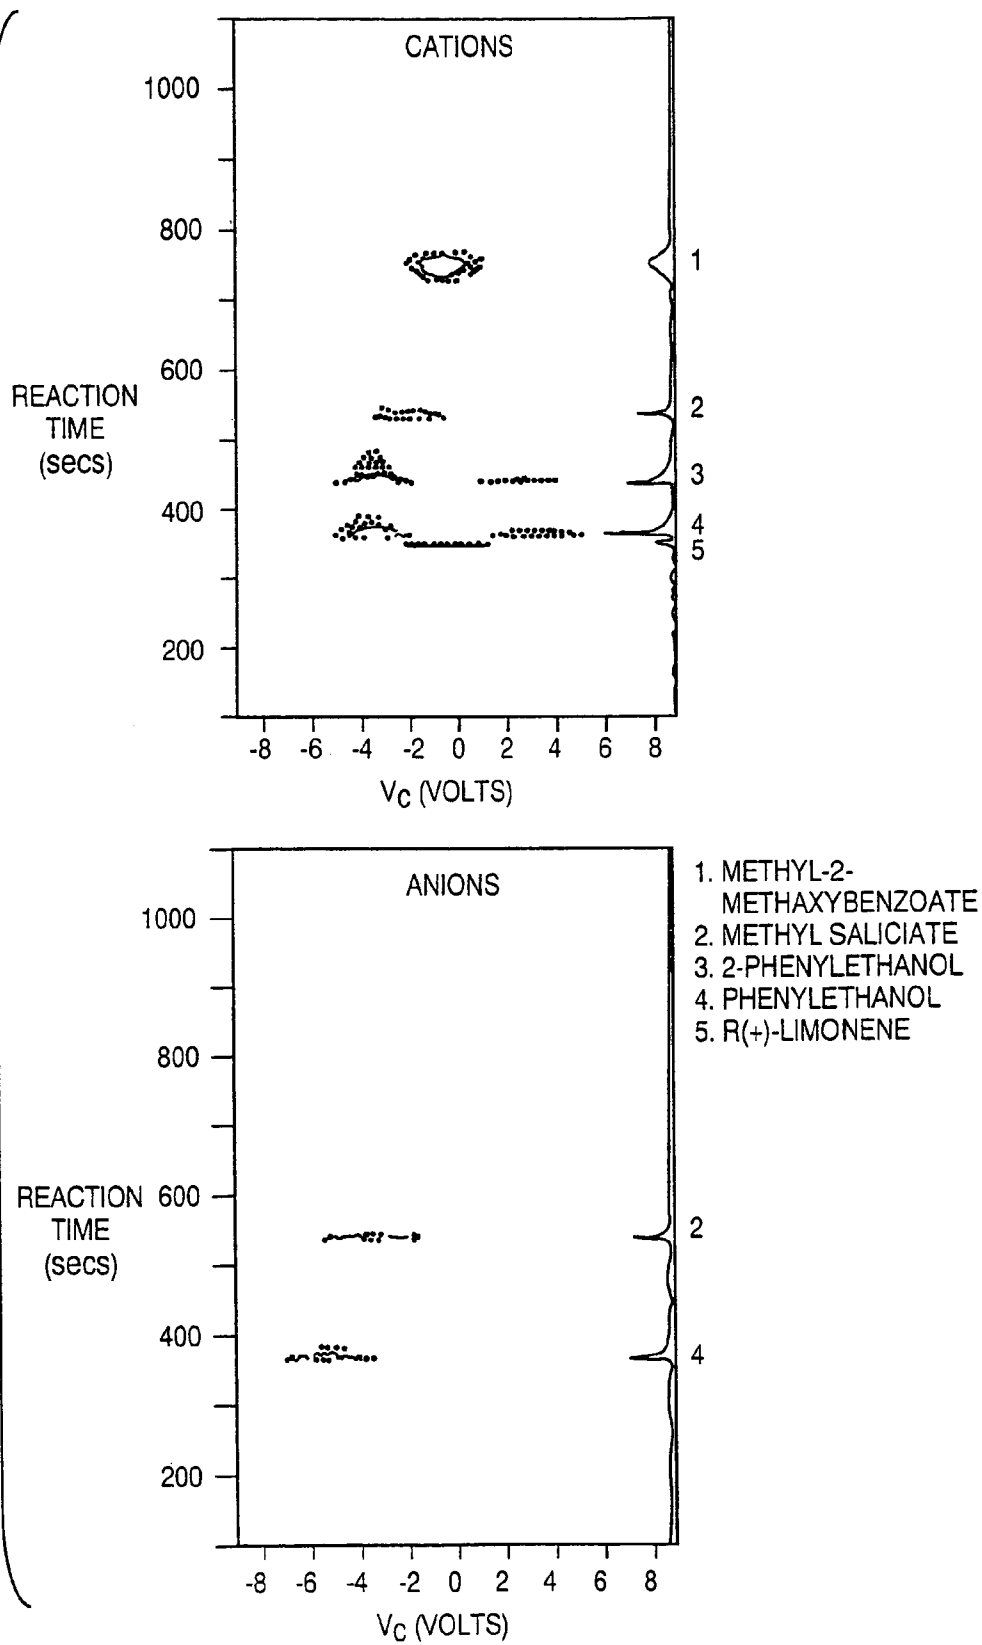 CATIONS
1000
800
600
400
200
REACTION
TIME
(secs)
1
2
3
4
5
-8 -6 -4 -2 0 2 4 6 8
VC (VOLTS)
ANIONS
1000
800
600
400
200
REACTION
TIME
(secs)
2
4
-8 -6 -4 -2 0 2 4 6 8
VC (VOLTS)
1. METHYL-2-
METHAXYBENZOATE
2. METHYL SALICIATE
3. 2-PHENYLETHANOL
4. PHENYLETHANOL
5. R(+)-LIMONENE